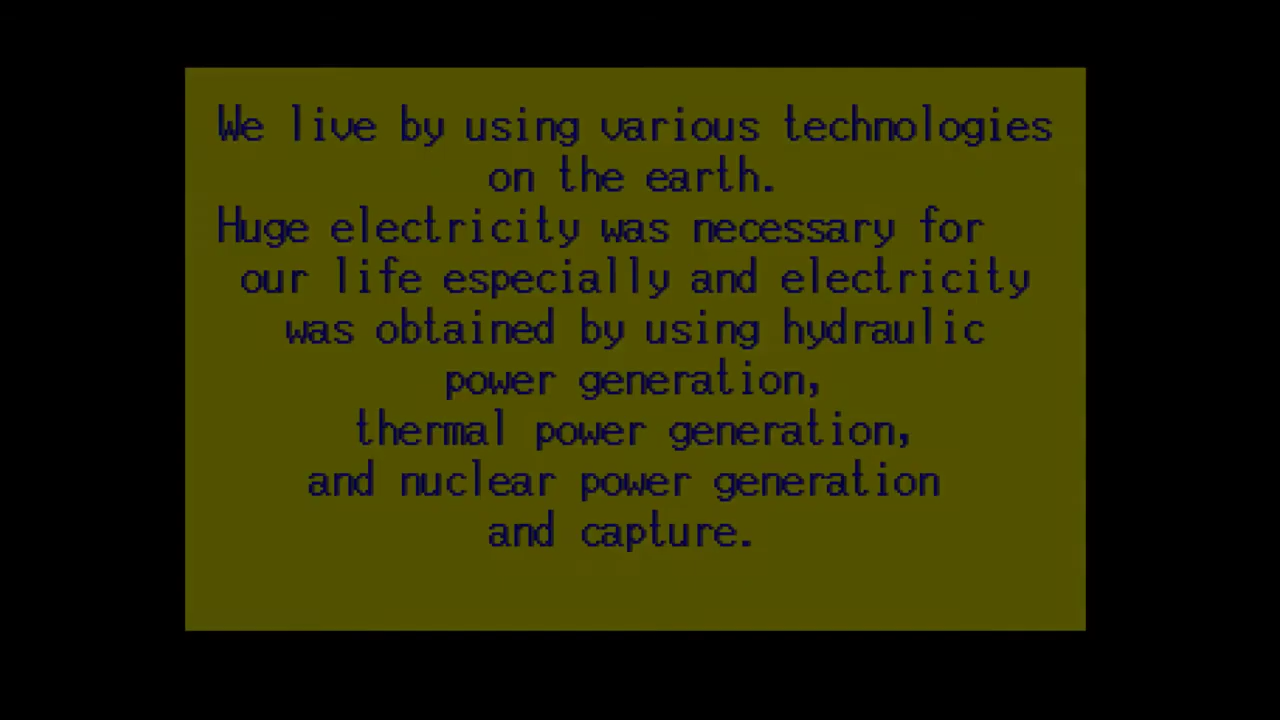 We live by using various technologies
on the earth.
Huge electricity was necessary for
our life especially and electricity
was obtained by using hydraulic
power generation,
thermal power generation,
and nuclear power generation
and capture.